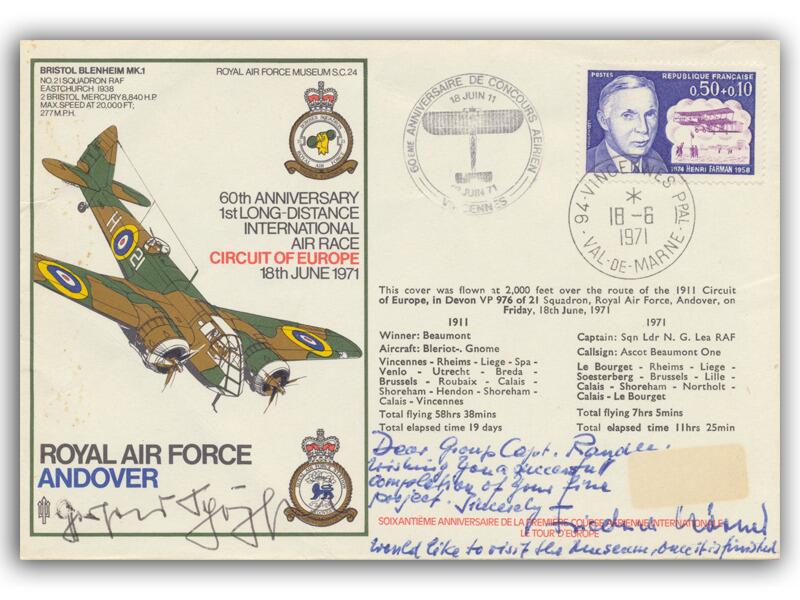 BRISTOL BLENHEIM MK.1
NO.21 SQUADRON RAF
EASTCHURCH 1938
2 BRISTOL MERCURY 8,840 H.P.
MAX.SPEED AT 20,000 FT;
277 M.P.H.
ROYAL AIR FORCE MUSEUM S.C.24
60th ANNIVERSARY
1st LONG-DISTANCE
INTERNATIONAL
AIR RACE
CIRCUIT OF EUROPE
18th JUNE 1971
ROYAL AIR FORCE
ANDOVER
60EME ANNIVERSAIRE DE CONCOURS AERIEN
18 JUIN 11
JUIN 71
VINCENNES
POSTES
REPUBLIQUE FRANÇAISE
0,50+0,10
1874 HENRI FARMAN 1958
94-VINCENNES PPAL
18-6
1971
VAL-DE-MARNE
This cover was flown at 2,000 feet over the route of the 1911 Circuit
of Europe, in Devon VP 976 of 21 Squadron, Royal Air Force, Andover, on
Friday, 18th June, 1971
1911
Winner: Beaumont
Aircraft: Bleriot-. Gnome
Vincennes - Rheims - Liege - Spa -
Venlo - Utrecht - Breda -
Brussels - Roubaix - Calais -
Shoreham - Hendon - Shoreham -
Calais - Vincennes
Total flying 58hrs 38mins
Total elapsed time 19 days
1971
Captain: Sqn Ldr N. G. Lea RAF
Callsign: Ascot Beaumont One
Le Bourget - Rheims - Liege -
Soesterberg - Brussels - Lille -
Calais - Shoreham - Northolt -
Calais - Le Bourget
Total flying 7hrs 5mins
Total elapsed time 11hrs 25min
Dear Group Capt. Randle.
Wishing you a successful
completion of your fine
project. Sincerely
SOIXANTIÈME ANNIVERSAIRE DE LA PREMIÈRE COURSE AÉRIENNE INTERNATIONALE
LE TOUR D'EUROPE
would like to visit the museum, once it is finished